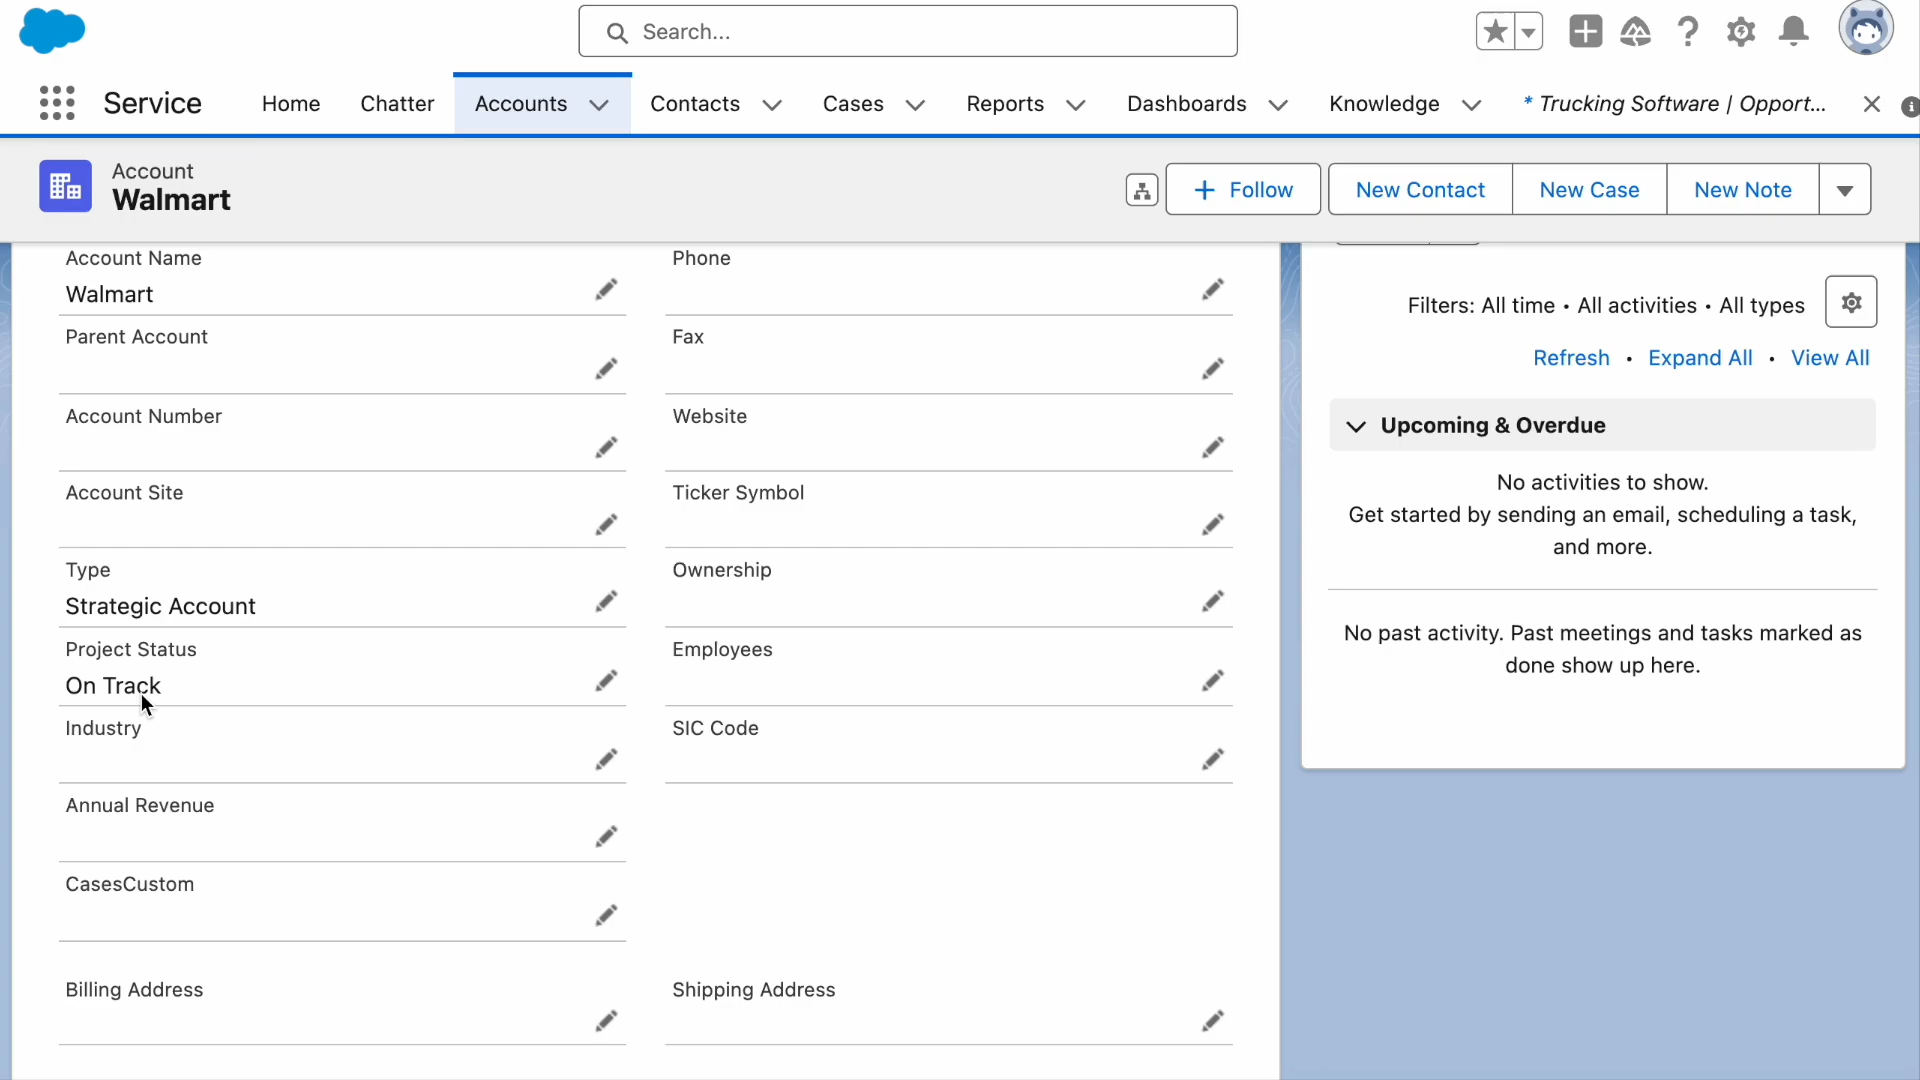 Search...
Service
Home
Chatter
Accounts
Contacts
Cases
Reports
Dashboards
Knowledge
* Trucking Software | Opport...
Account
Walmart
Follow
New Contact
New Case
New Note
Account Name
Walmart
Phone
Parent Account
Fax
Account Number
Website
Account Site
Ticker Symbol
Type
Strategic Account
Ownership
Project Status
On Track
Employees
Industry
SIC Code
Annual Revenue
CasesCustom
Billing Address
Shipping Address
Filters: All time • All activities • All types
Refresh • Expand All • View All
Upcoming & Overdue
No activities to show.
Get started by sending an email, scheduling a task,
and more.
No past activity. Past meetings and tasks marked as
done show up here.